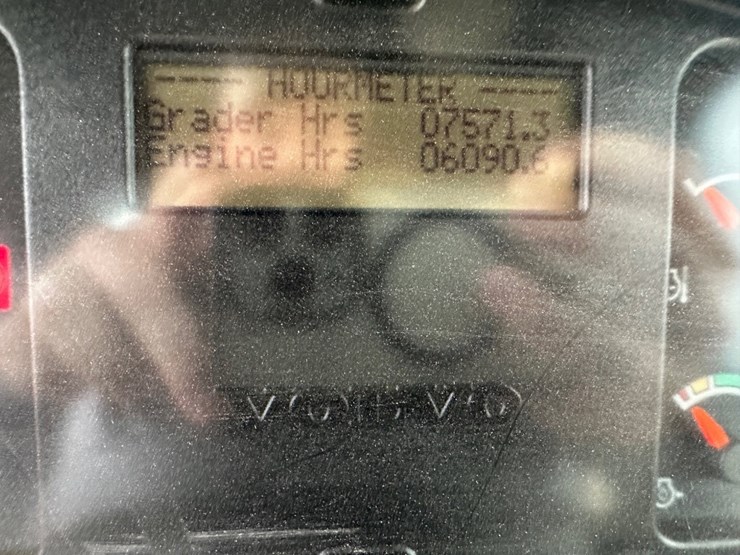 ----- HOURMETER -----
Grader Hrs 07571.3
Engine Hrs 06090.6
VOLVO